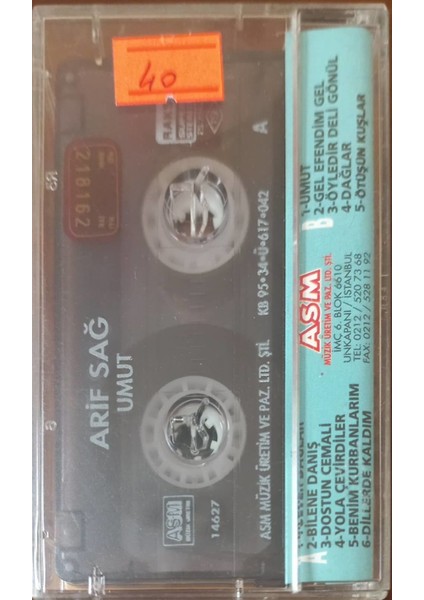 40
218162
A
ARİF SAĞ
UMUT
KB 95•34•Ü•617•042
ASM MÜZİK ÜRETİM VE PAZ. LTD. ŞTİ.
ASM
14627
2-BİLENE DANIŞ
3-DOSTUN CEMALİ
4-YOLA ÇEVİRDİLER
5-BENİM KURBANLARIM
6-DİLLERDE KALDIM
A
ASM
MÜZİK ÜRETİM VE PAZ. LTD. ŞTİ.
İMÇ 6. BLOK 6610
UNKAPANI / İSTANBUL
TEL: 0212 / 520 73 68
FAX: 0212 / 528 11 92
B
1-UMUT
2-GEL EFENDİM GEL
3-ÖYLEDİR DELİ GÖNÜL
4-DAĞLAR
5-ÖTÜŞÜN KUŞLAR